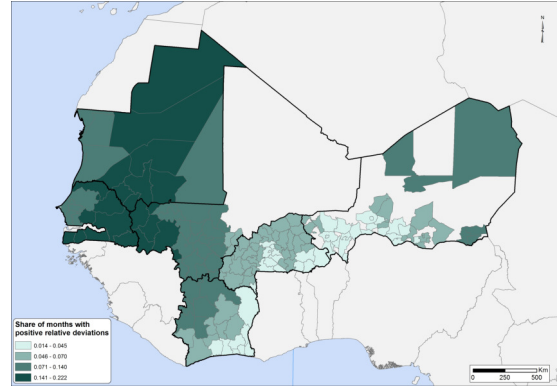 N
Share of months with
positive relative deviations
0.014 - 0.045
0.046 - 0.070
0.071 - 0.140
0.141 - 0.222
Km
0 250 500